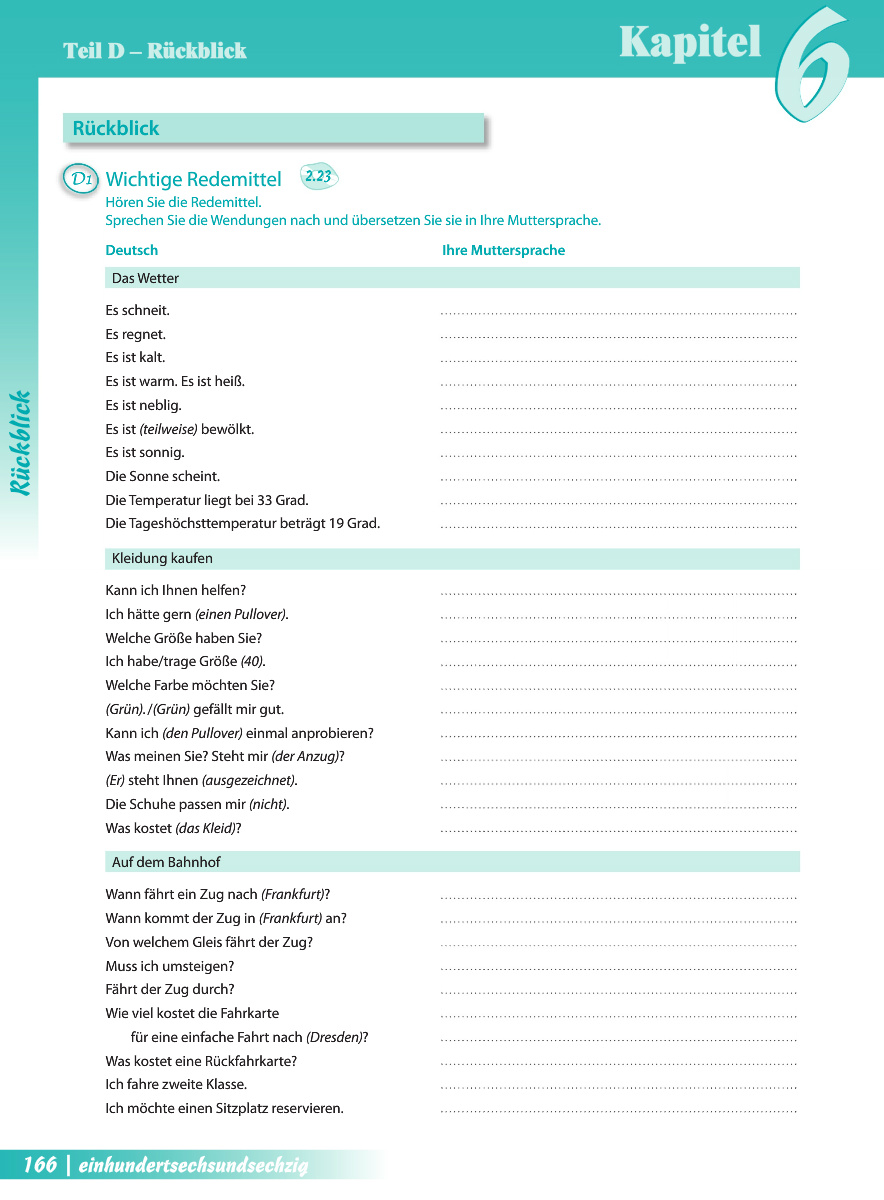 Teil D – Rückblick
Kapitel 6
Rückblick
D1 Wichtige Redemittel 2.23
Hören Sie die Redemittel.
Sprechen Sie die Wendungen nach und übersetzen Sie sie in Ihre Muttersprache.
Deutsch Ihre Muttersprache
Das Wetter
Es schneit.
Es regnet.
Es ist kalt.
Es ist warm. Es ist heiß.
Es ist neblig.
Es ist (teilweise) bewölkt.
Es ist sonnig.
Die Sonne scheint.
Die Temperatur liegt bei 33 Grad.
Die Tageshöchsttemperatur beträgt 19 Grad.
Kleidung kaufen
Kann ich Ihnen helfen?
Ich hätte gern (einen Pullover).
Welche Größe haben Sie?
Ich habe/trage Größe (40).
Welche Farbe möchten Sie?
(Grün)./(Grün) gefällt mir gut.
Kann ich (den Pullover) einmal anprobieren?
Was meinen Sie? Steht mir (der Anzug)?
(Er) steht Ihnen (ausgezeichnet).
Die Schuhe passen mir (nicht).
Was kostet (das Kleid)?
Auf dem Bahnhof
Wann fährt ein Zug nach (Frankfurt)?
Wann kommt der Zug in (Frankfurt) an?
Von welchem Gleis fährt der Zug?
Muss ich umsteigen?
Fährt der Zug durch?
Wie viel kostet die Fahrkarte
für eine einfache Fahrt nach (Dresden)?
Was kostet eine Rückfahrkarte?
Ich fahre zweite Klasse.
Ich möchte einen Sitzplatz reservieren.
Rückblick
166 | einhundertsechsundsechzig